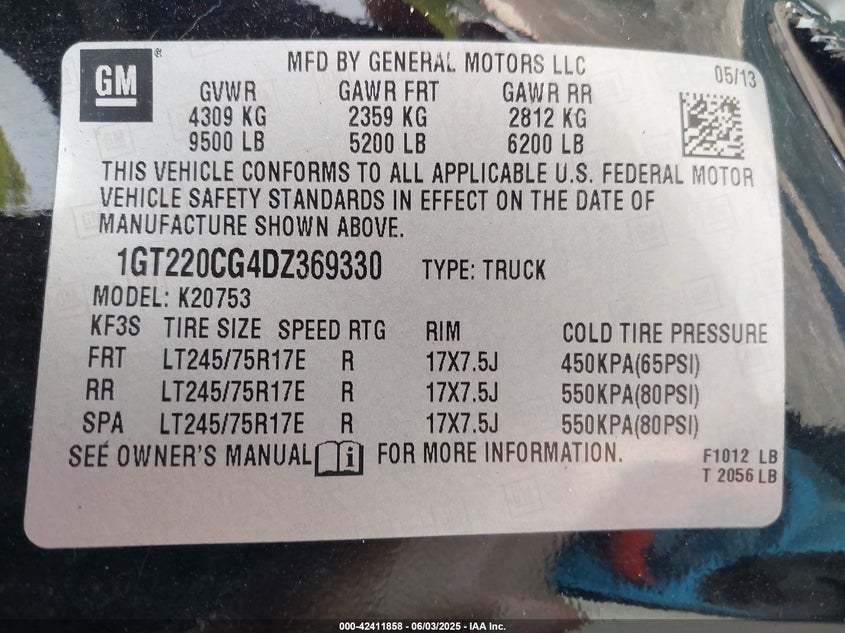 GM ®
MFD BY GENERAL MOTORS LLC
05/13
GVWR GAWR FRT GAWR RR
4309 KG 2359 KG 2812 KG
9500 LB 5200 LB 6200 LB
THIS VEHICLE CONFORMS TO ALL APPLICABLE U.S. FEDERAL MOTOR
VEHICLE SAFETY STANDARDS IN EFFECT ON THE DATE OF
MANUFACTURE SHOWN ABOVE.
1GT220CG4DZ369330 TYPE: TRUCK
MODEL: K20753
KF3S TIRE SIZE SPEED RTG RIM COLD TIRE PRESSURE
FRT LT245/75R17E R 17X7.5J 450KPA(65PSI)
RR LT245/75R17E R 17X7.5J 550KPA(80PSI)
SPA LT245/75R17E R 17X7.5J 550KPA(80PSI)
SEE OWNER'S MANUAL i FOR MORE INFORMATION.
F1012 LB
T 2056 LB
000-42411858 - 06/03/2025 - IAA Inc.